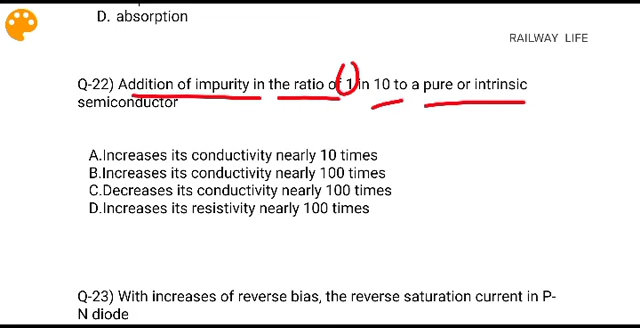 D. absorption
RAILWAY LIFE
Q-22) Addition of impurity in the ratio of 1 in 10 to a pure or intrinsic
semiconductor
A.Increases its conductivity nearly 10 times
B.Increases its conductivity nearly 100 times
C.Decreases its conductivity nearly 100 times
D.Increases its resistivity nearly 100 times
Q-23) With increases of reverse bias, the reverse saturation current in P-
N diode